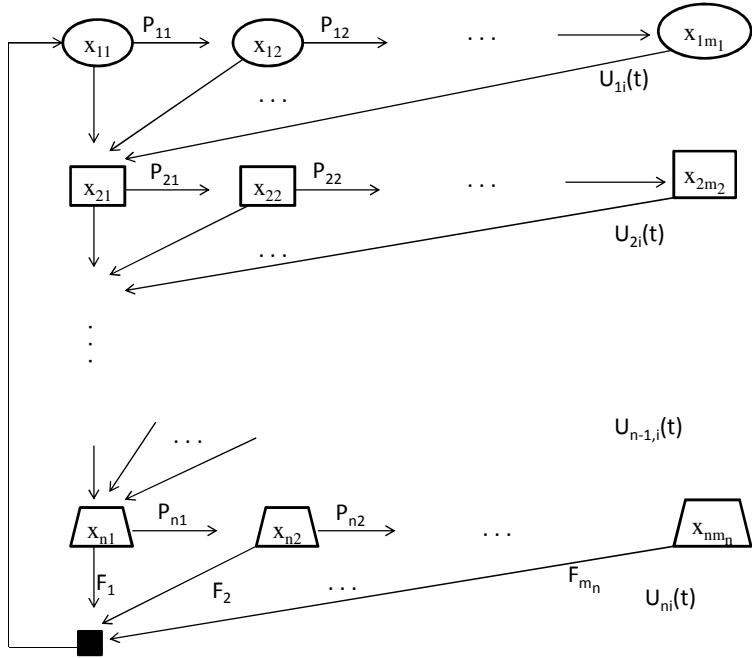 x₁₁ P₁₁ x₁₂ P₁₂ . . . x₁ₘ₁
. . . U₁ᵢ(t)
x₂₁ P₂₁ x₂₂ P₂₂ . . . x₂ₘ₂
. . . U₂ᵢ(t)
. . .
. . . Uₙ₋₁,ᵢ(t)
xₙ₁ Pₙ₁ xₙ₂ Pₙ₂ . . . xₙₘₙ
F₁ F₂ . . . Fₘₙ Uₙᵢ(t)